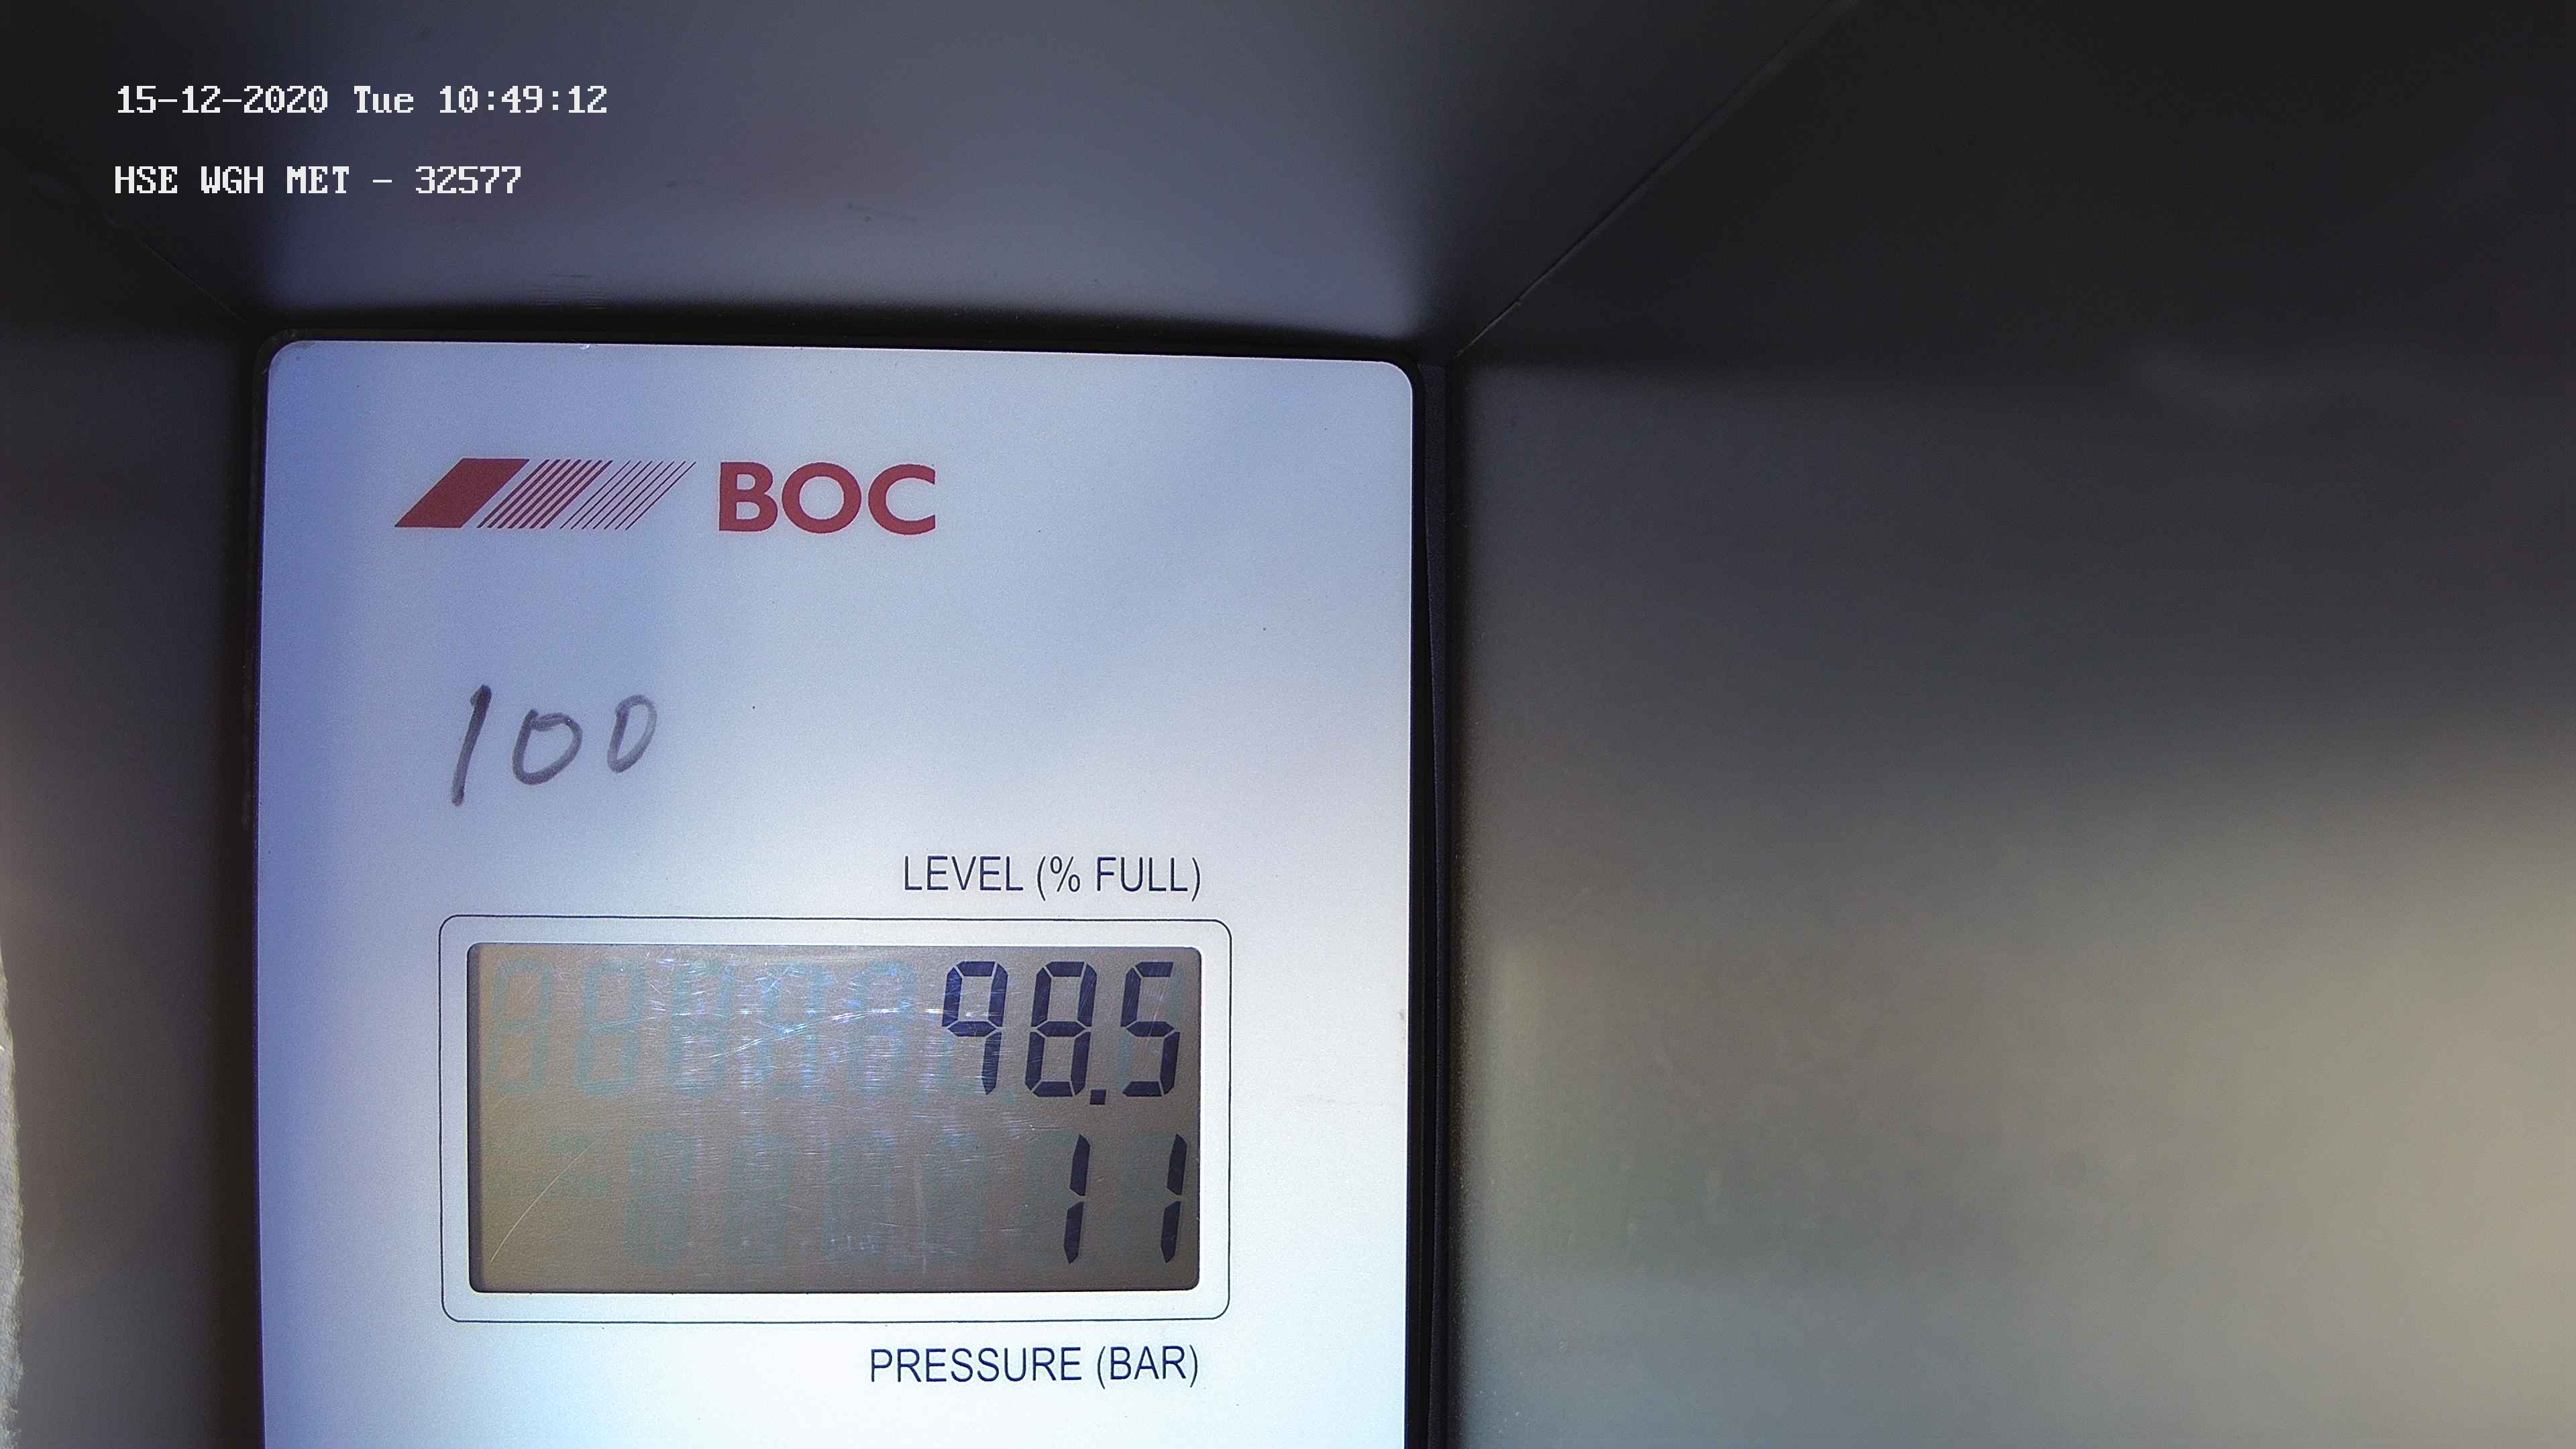 15-12-2020 Tue 10:49:12
HSE WGH MET - 32577
BOC
100
LEVEL (% FULL)
98.5
11
PRESSURE (BAR)